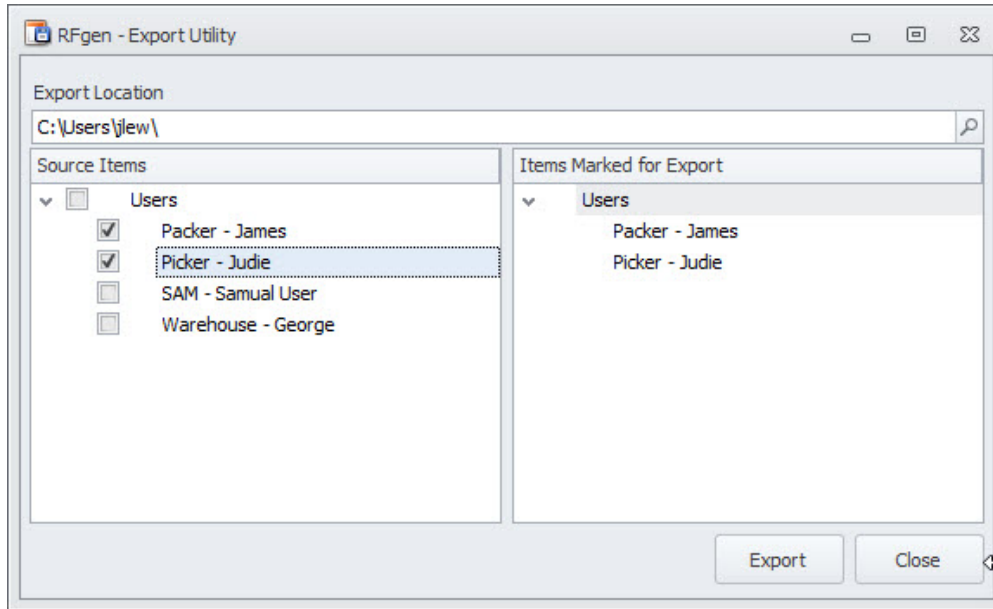 RFgen - Export Utility
Export Location
C:\Users\jlew\
Source Items
Users
Packer - James
Picker - Judie
SAM - Samual User
Warehouse - George
Items Marked for Export
Users
Packer - James
Picker - Judie
Export
Close